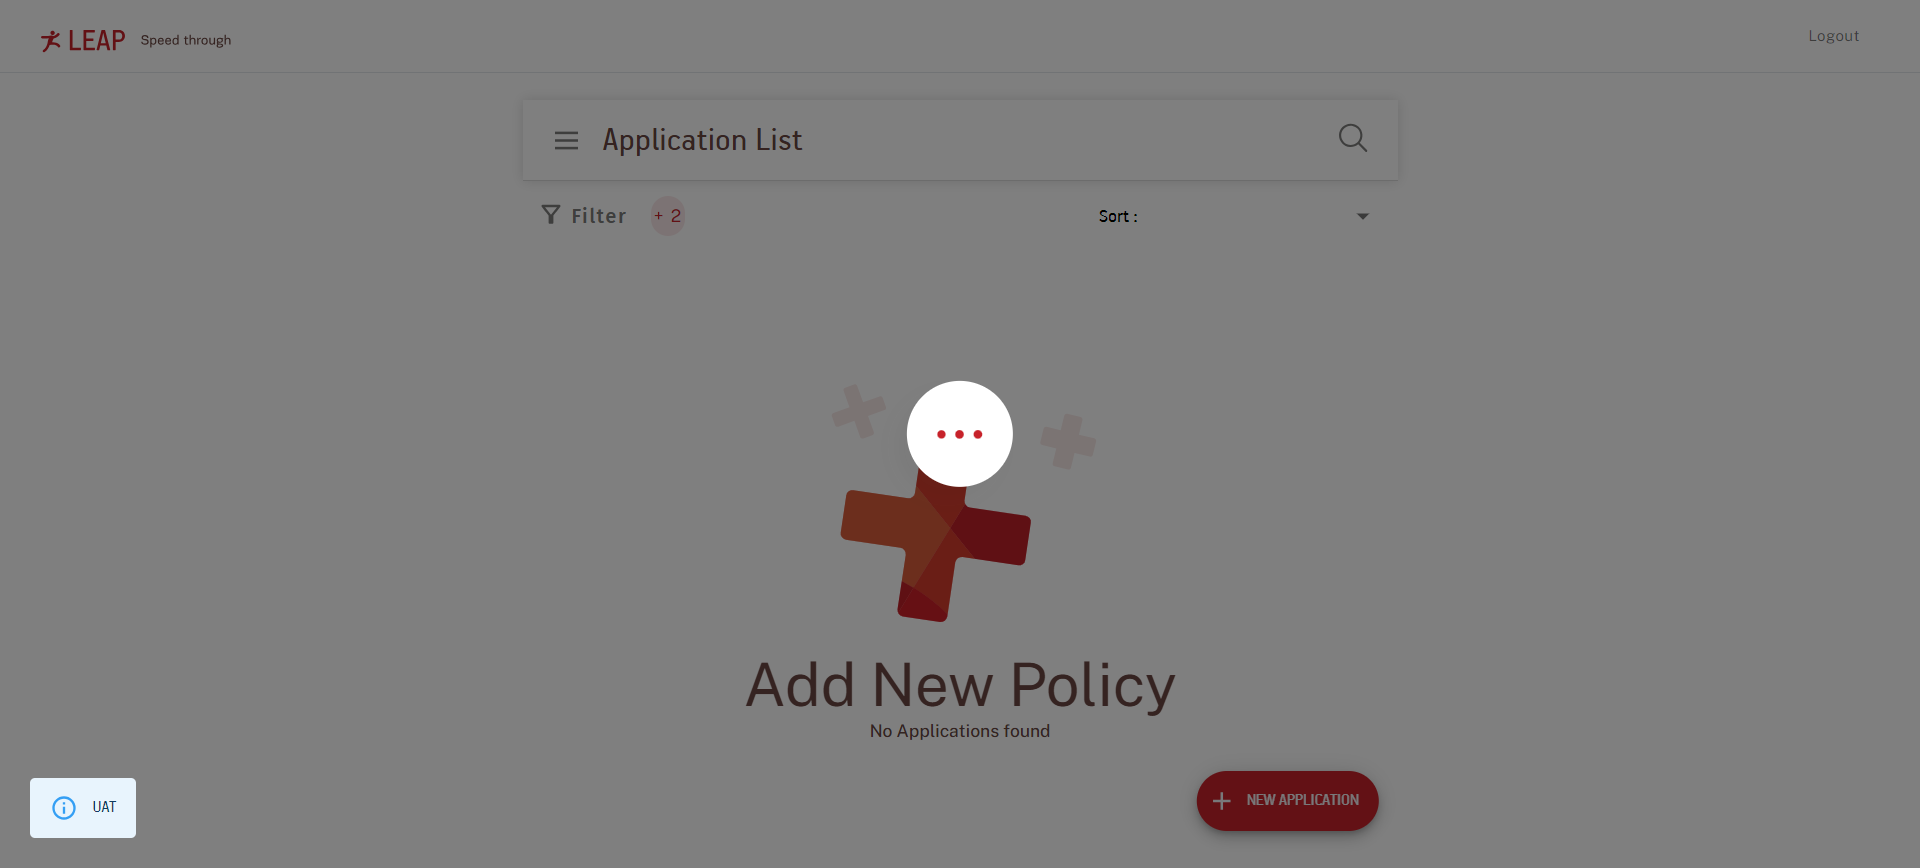 LEAP Speed through
Logout
Application List
Filter + 2
Sort :
Add New Policy
No Applications found
UAT
+ NEW APPLICATION